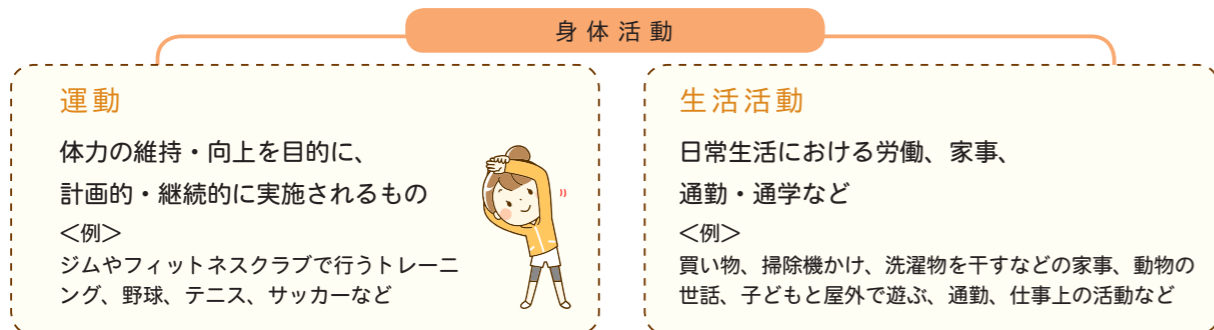 身体活動
運動
体力の維持・向上を目的に、
計画的・継続的に実施されるもの
＜例＞
ジムやフィットネスクラブで行うトレーニ
ング、野球、テニス、サッカーなど
生活活動
日常生活における労働、家事、
通勤・通学など
＜例＞
買い物、掃除機かけ、洗濯物を干すなどの家事、動物の
世話、子どもと屋外で遊ぶ、通勤、仕事上の活動など